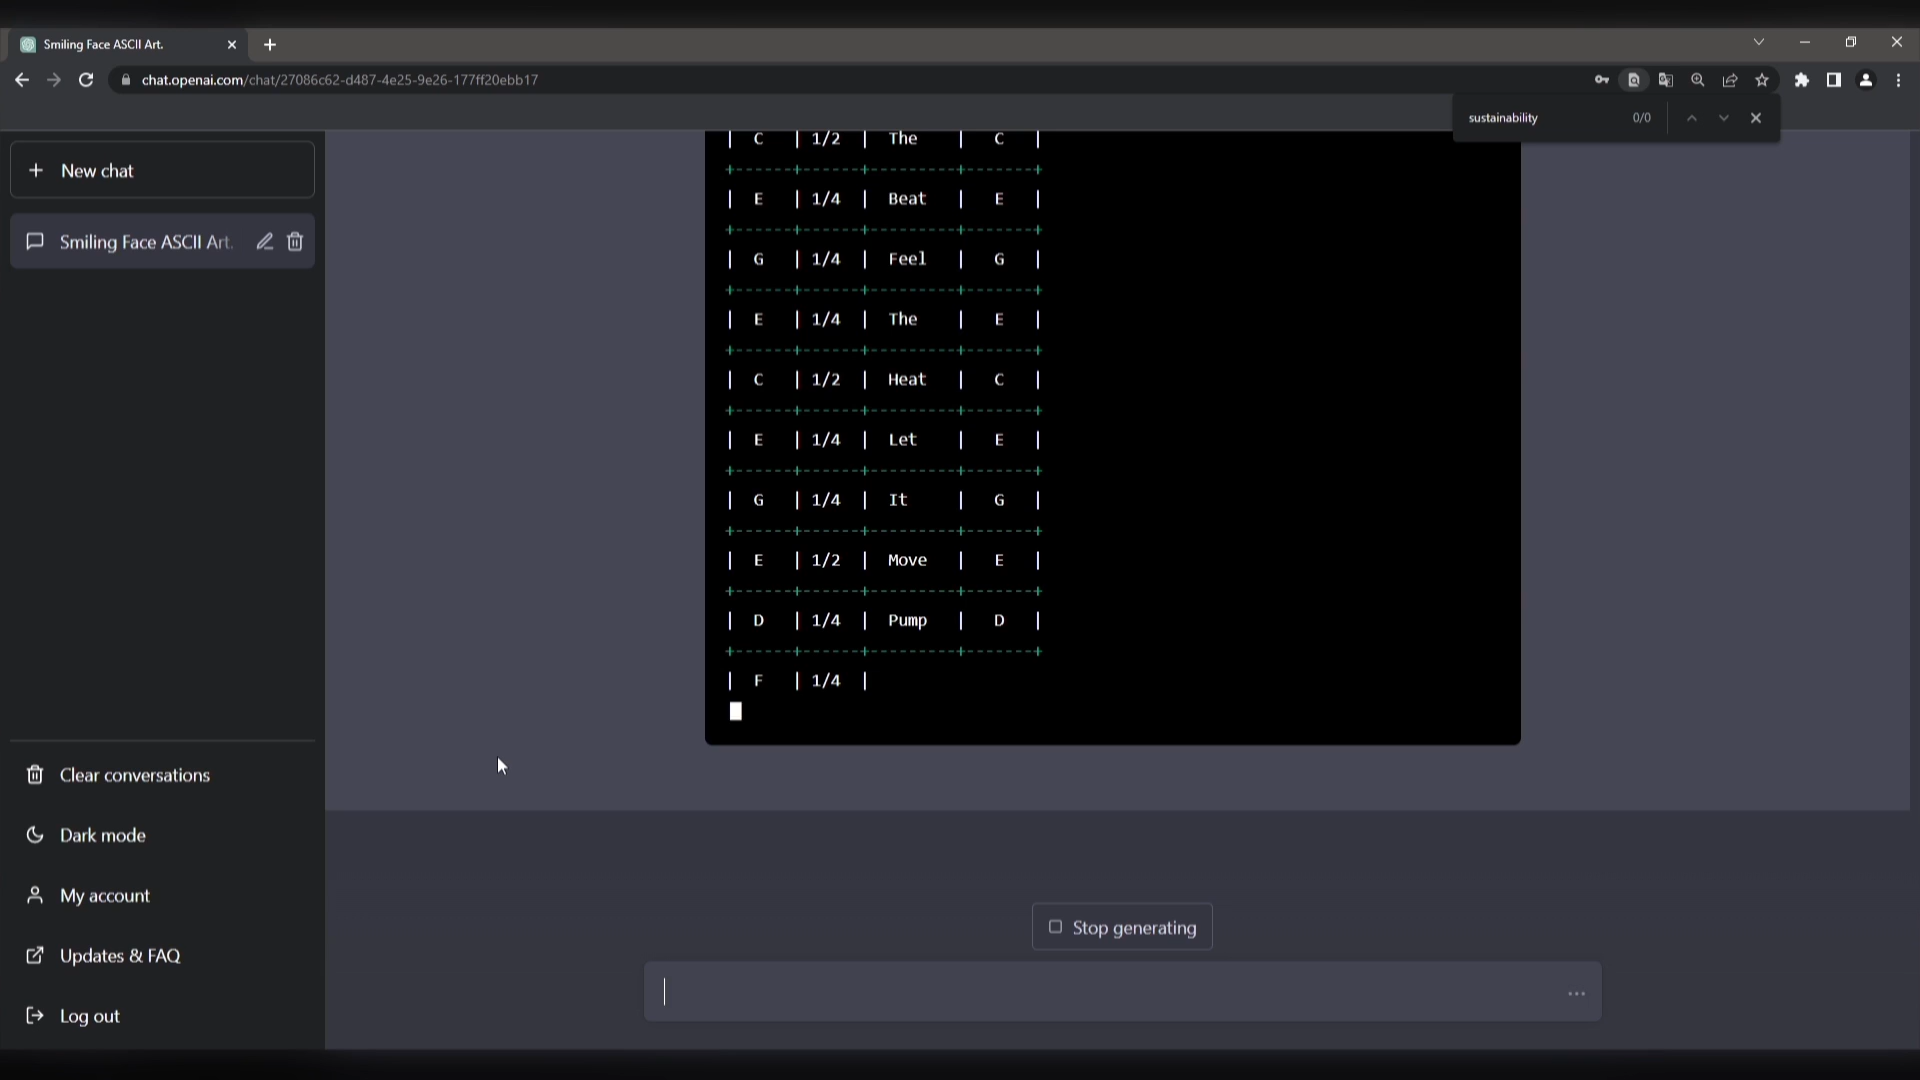 Smiling Face ASCII Art.
chat.openai.com/chat/27086c62-d487-4e25-9e26-177ff20ebb17
sustainability 0/0
New chat
Smiling Face ASCII Art.
| C | 1/2 | The | C |
+------+------+---------+-------+
| E | 1/4 | Beat | E |
+------+------+---------+-------+
| G | 1/4 | Feel | G |
+------+------+---------+-------+
| E | 1/4 | The | E |
+------+------+---------+-------+
| C | 1/2 | Heat | C |
+------+------+---------+-------+
| E | 1/4 | Let | E |
+------+------+---------+-------+
| G | 1/4 | It | G |
+------+------+---------+-------+
| E | 1/2 | Move | E |
+------+------+---------+-------+
| D | 1/4 | Pump | D |
+------+------+---------+-------+
| F | 1/4 |
Clear conversations
Dark mode
My account
Updates & FAQ
Log out
Stop generating